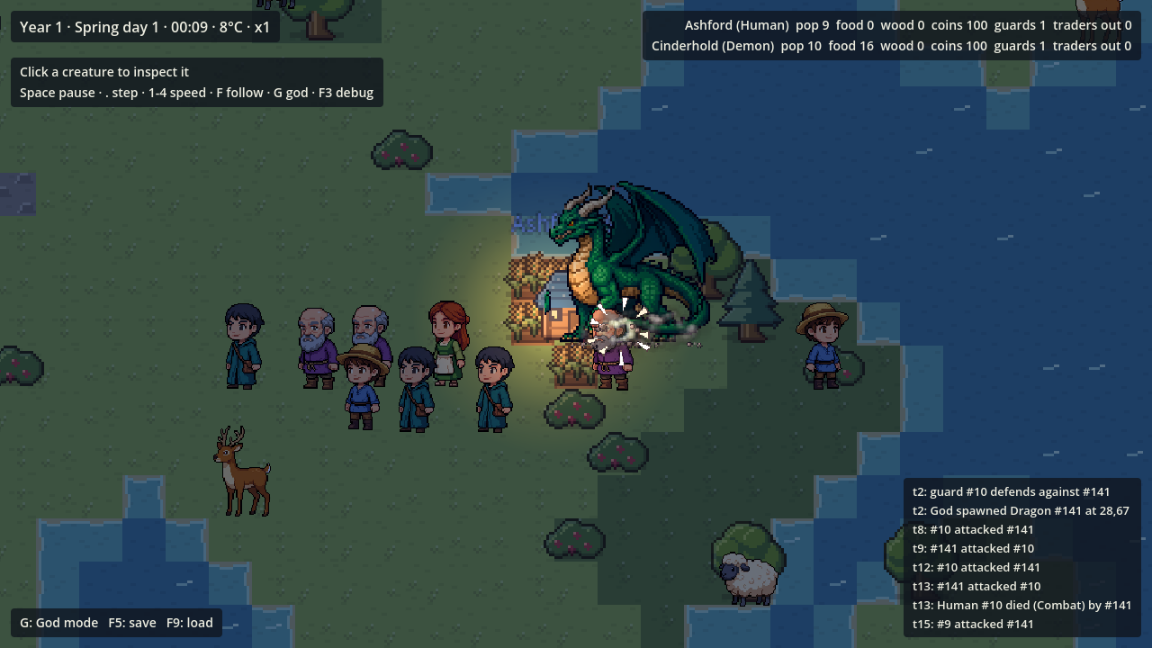 Year 1 · Spring day 1 · 00:09 · 8°C · x1
Ashford (Human) pop 9 food 0 wood 0 coins 100 guards 1 traders out 0
Cinderhold (Demon) pop 10 food 16 wood 0 coins 100 guards 1 traders out 0
Click a creature to inspect it
Space pause · . step · 1-4 speed · F follow · G god · F3 debug
t2: guard #10 defends against #141
t2: God spawned Dragon #141 at 28,67
t8: #10 attacked #141
t9: #141 attacked #10
t12: #10 attacked #141
t13: #141 attacked #10
t13: Human #10 died (Combat) by #141
t15: #9 attacked #141
G: God mode F5: save F9: load